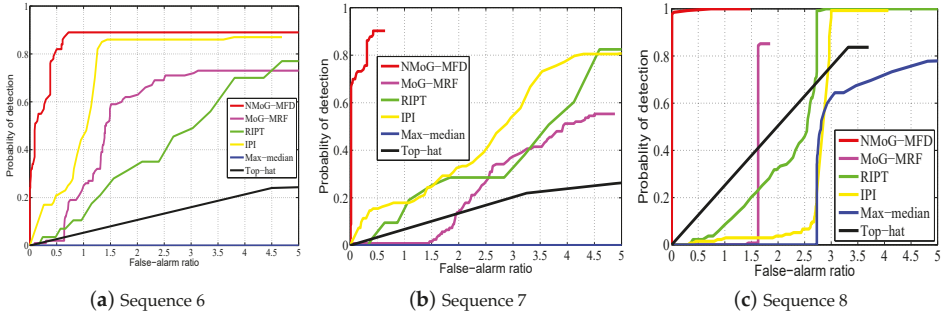 Probability of detection
1
0.8
0.6
0.4
0.2
0
NMoG-MFD
MoG-MRF
RIPT
IPI
Max-median
Top-hat
0 0.5 1 1.5 2 2.5 3 3.5 4 4.5 5
False-alarm ratio
(a) Sequence 6
Probability of detection
1
0.8
0.6
0.4
0.2
0
NMoG-MFD
MoG-MRF
RIPT
IPI
Max-median
Top-hat
0 0.5 1 1.5 2 2.5 3 3.5 4 4.5 5
False-alarm ratio
(b) Sequence 7
Probability of detection
1
0.8
0.6
0.4
0.2
0
NMoG-MFD
MoG-MRF
RIPT
IPI
Max-median
Top-hat
0 0.5 1 1.5 2 2.5 3 3.5 4 4.5 5
False-alarm ratio
(c) Sequence 8